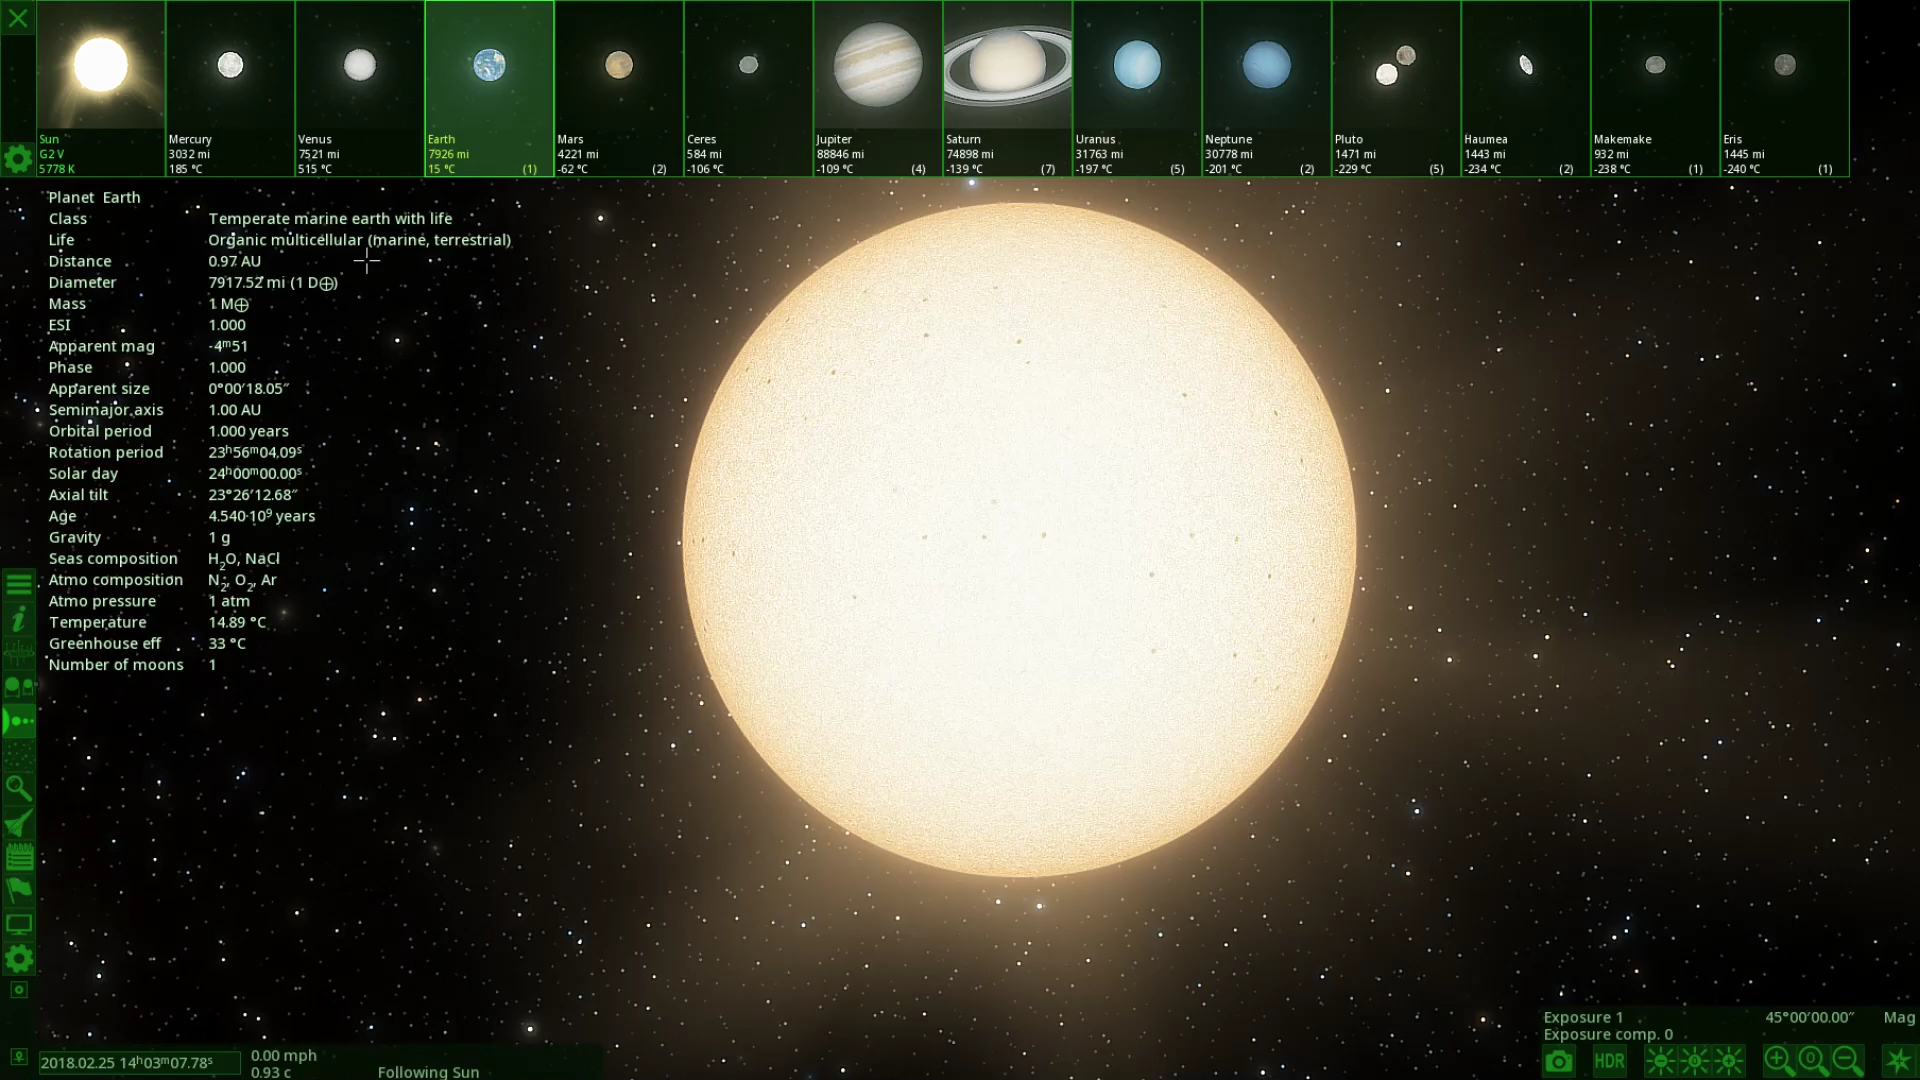 Sun
G2 V
5778 K
Mercury
3032 mi
185 °C
Venus
7521 mi
515 °C
Earth
7926 mi
15 °C (1)
Mars
4221 mi
-62 °C (2)
Ceres
584 mi
-106 °C
Jupiter
88846 mi
-109 °C (4)
Saturn
74898 mi
-139 °C (7)
Uranus
31763 mi
-197 °C (5)
Neptune
30778 mi
-201 °C (2)
Pluto
1471 mi
-229 °C (5)
Haumea
1443 mi
-234 °C (2)
Makemake
932 mi
-238 °C (1)
Eris
1445 mi
-240 °C (1)
Planet Earth
Class Temperate marine earth with life
Life Organic multicellular (marine, terrestrial)
Distance 0.97 AU
Diameter 7917.52 mi (1 D⊕)
Mass 1 M⊕
ESI 1.000
Apparent mag -4ᵐ51
Phase 1.000
Apparent size 0°00′18.05″
Semimajor axis 1.00 AU
Orbital period 1.000 years
Rotation period 23ʰ56ᵐ04.09ˢ
Solar day 24ʰ00ᵐ00.00ˢ
Axial tilt 23°26′12.68″
Age 4.540·10⁹ years
Gravity 1 g
Seas composition H₂O, NaCl
Atmo composition N₂, O₂, Ar
Atmo pressure 1 atm
Temperature 14.89 °C
Greenhouse eff 33 °C
Number of moons 1
2018.02.25 14ʰ03ᵐ07.78ˢ
0.00 mph
0.93 c
Following Sun
Exposure 1 45°00′00.00″ Mag
Exposure comp. 0
HDR
0